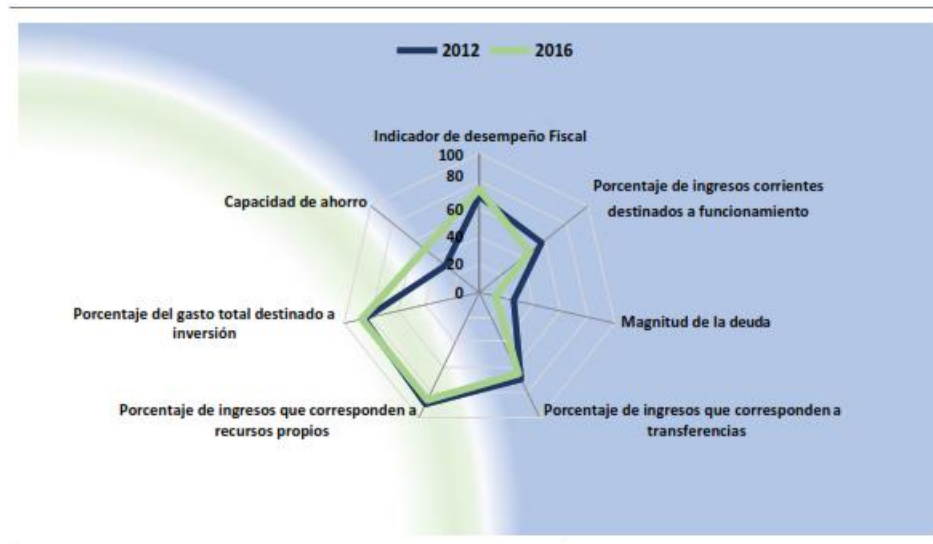 2012 2016
Indicador de desempeño Fiscal
100
80
60
40
20
0
Porcentaje de ingresos corrientes
destinados a funcionamiento
Magnitud de la deuda
Porcentaje de ingresos que corresponden a
transferencias
Porcentaje de ingresos que corresponden a
recursos propios
Porcentaje del gasto total destinado a
inversión
Capacidad de ahorro